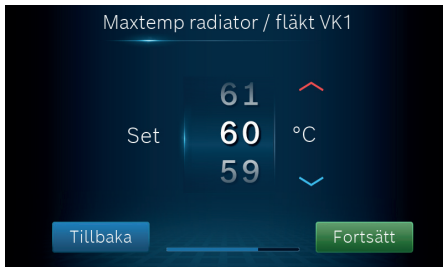 Maxtemp radiator / fläkt VK1
61
Set 60 °C
59
Tillbaka Fortsätt